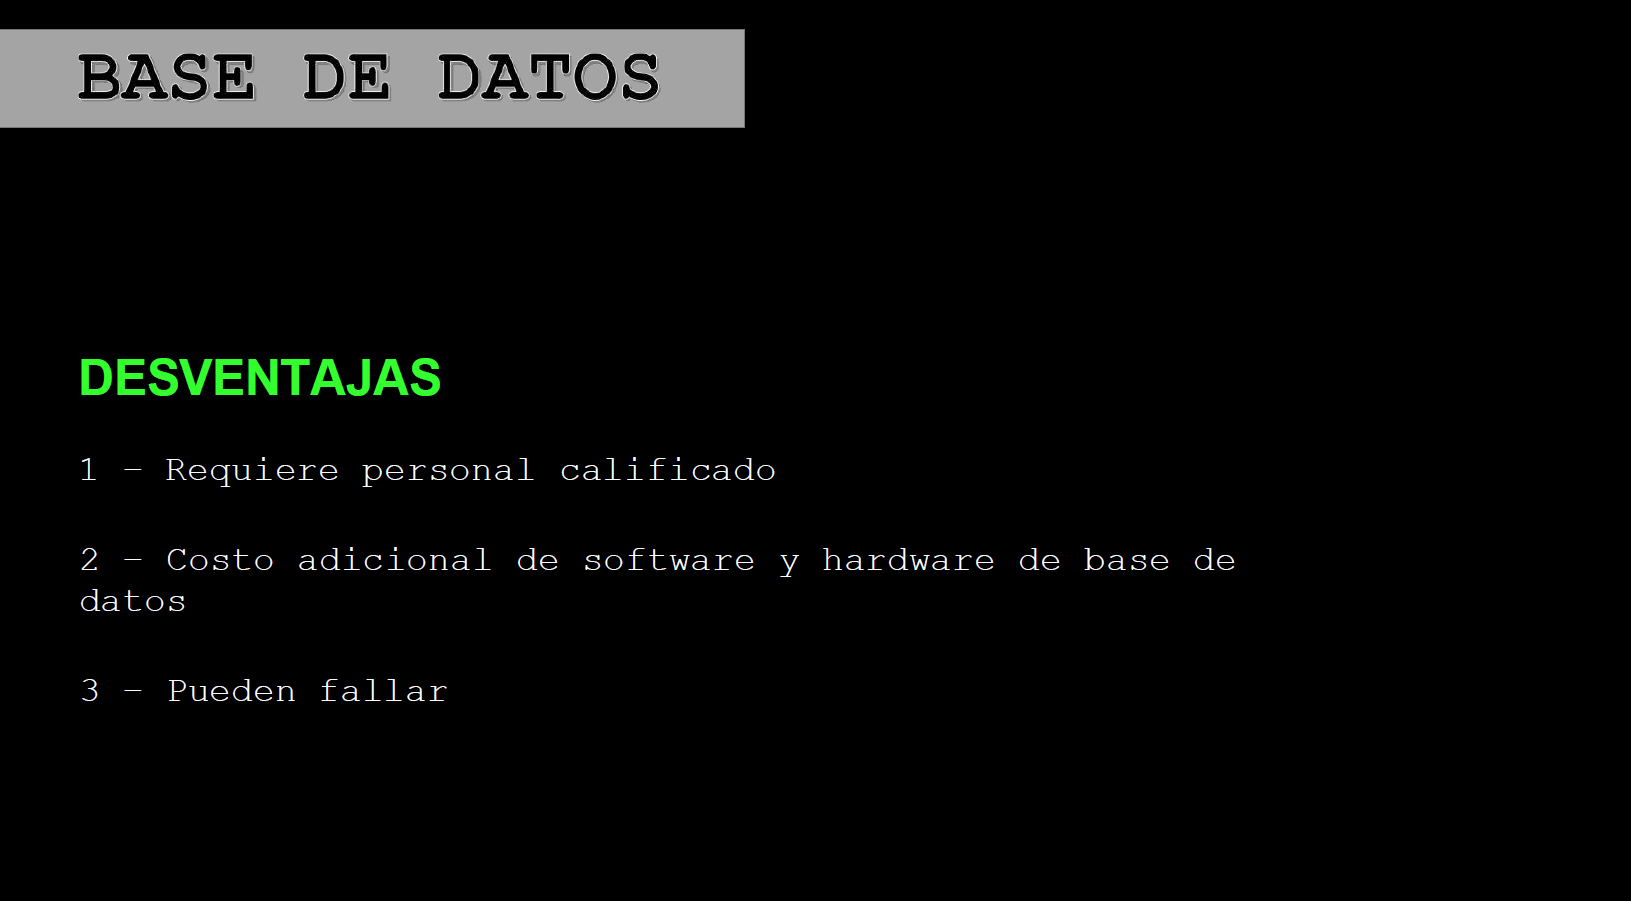 BASE DE DATOS
DESVENTAJAS
1 – Requiere personal calificado
2 – Costo adicional de software y hardware de base de
datos
3 – Pueden fallar